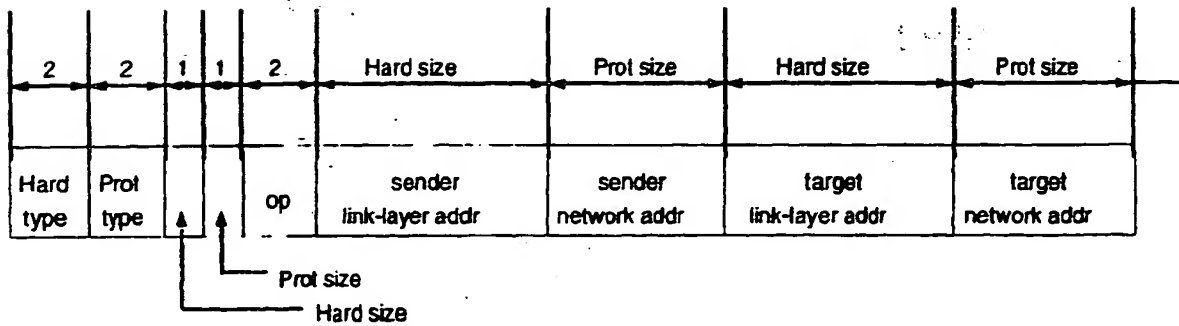 2 2 1 1 2 Hard size Prot size Hard size Prot size
Hard type
Prot type
op
sender
link-layer addr
sender
network addr
target
link-layer addr
target
network addr
Prot size
Hard size